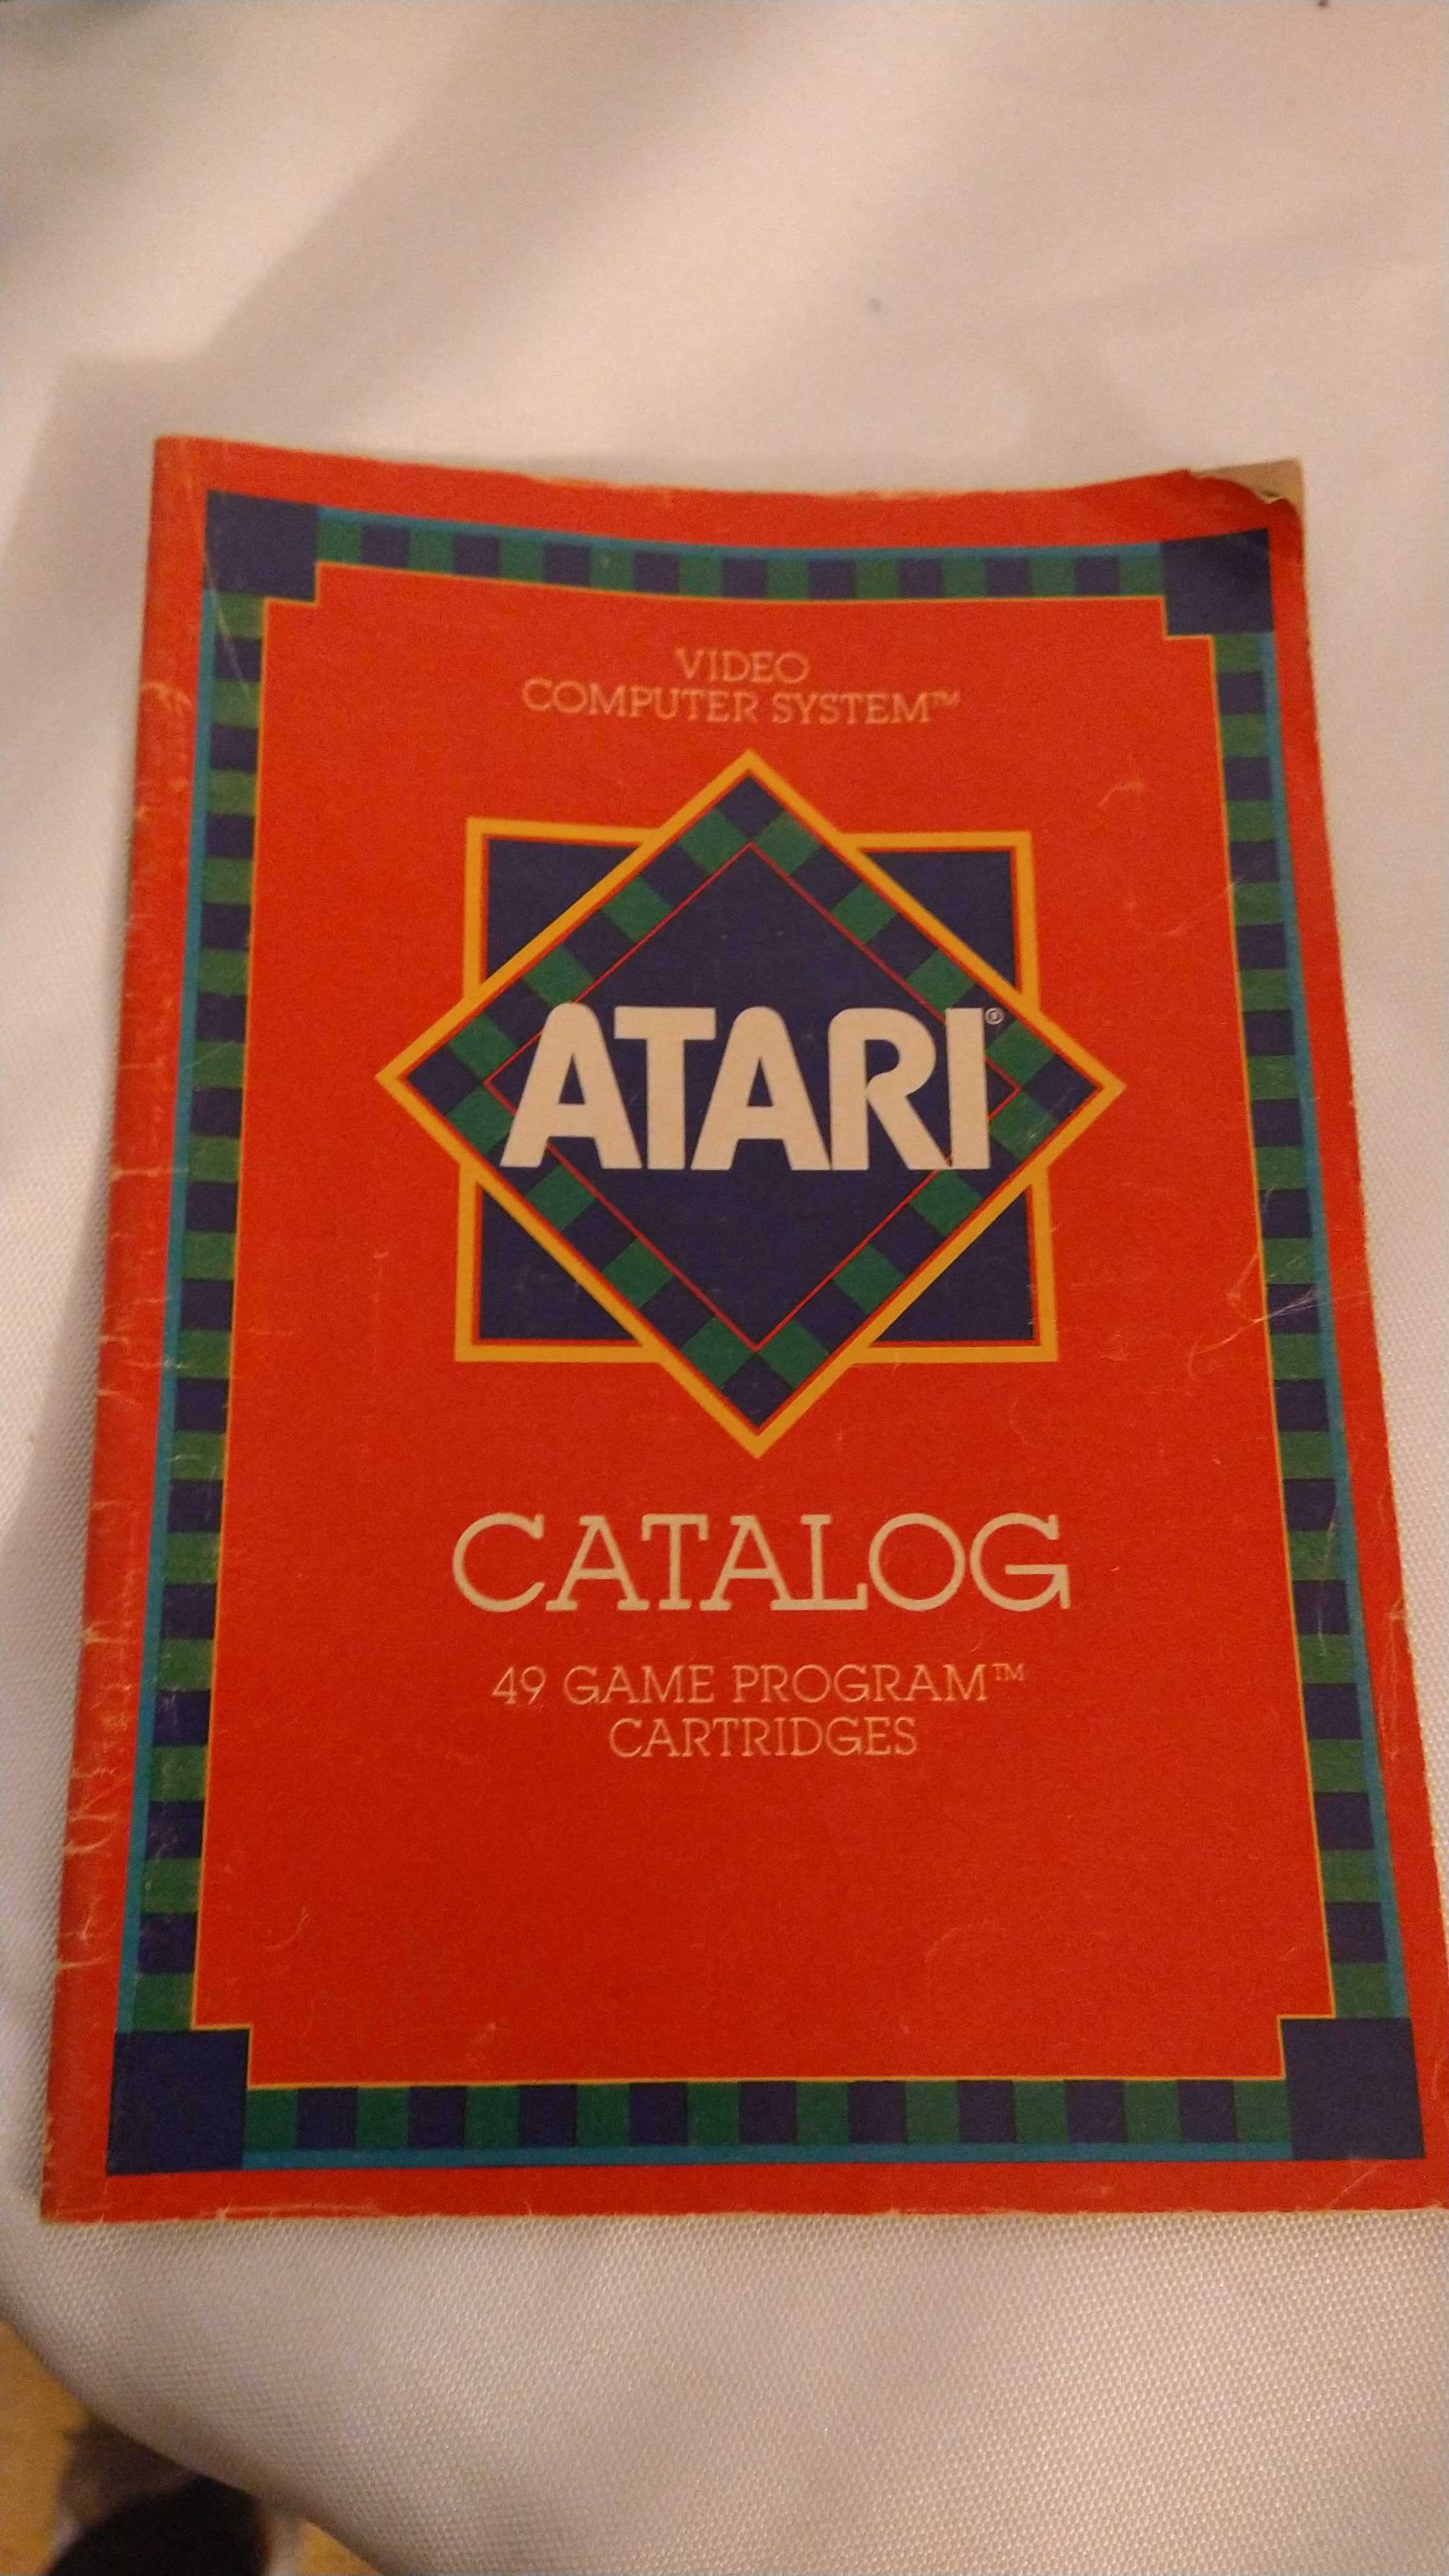 VIDEO
COMPUTER SYSTEM™
ATARI®
CATALOG
49 GAME PROGRAM™
CARTRIDGES